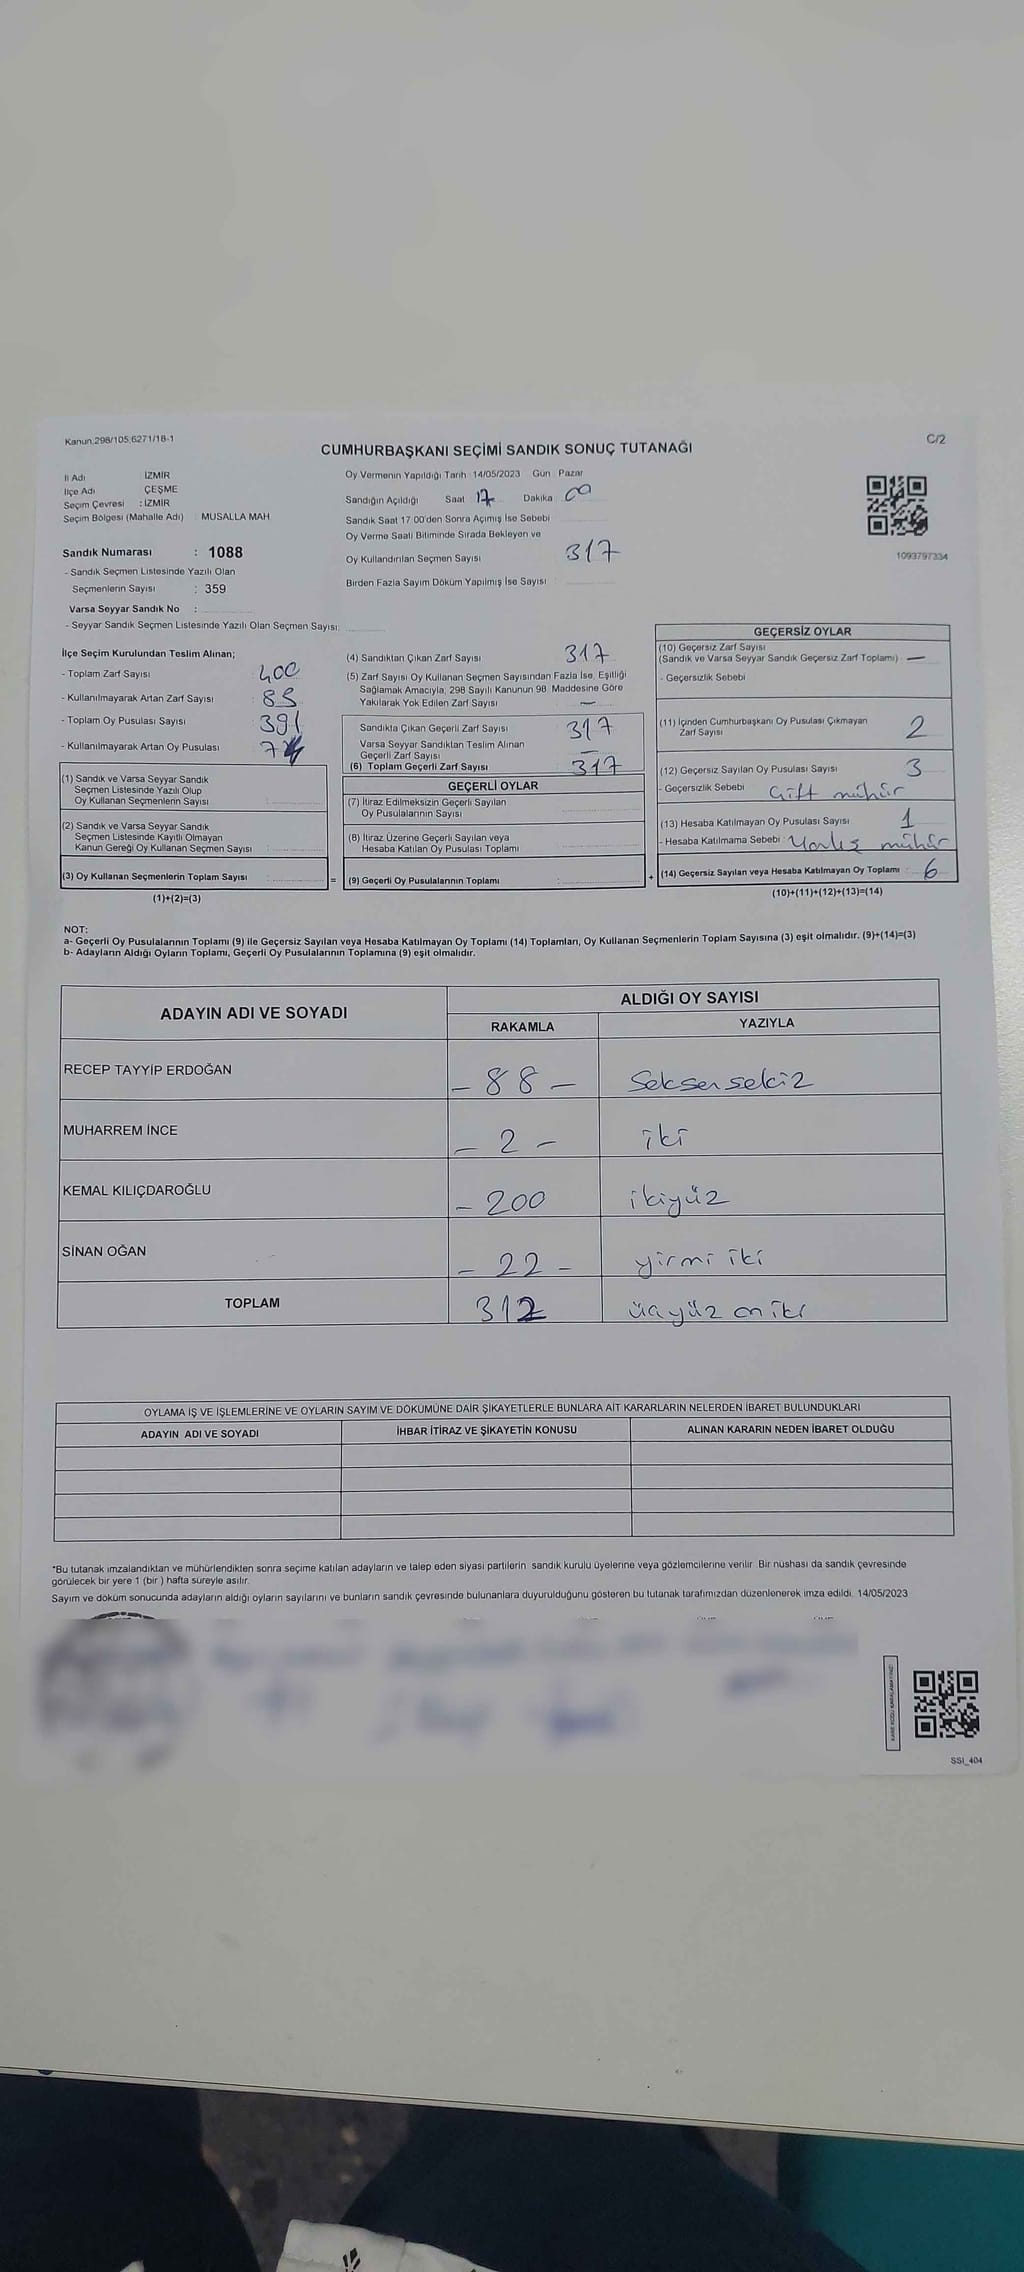 Kanun;298/105;6271/18-1
C/2
CUMHURBAŞKANI SEÇİMİ SANDIK SONUÇ TUTANAĞI
İl Adı İZMİR
İlçe Adı ÇEŞME
Seçim Çevresi : İZMİR
Seçim Bölgesi (Mahalle Adı) : MUSALLA MAH
Oy Vermenin Yapıldığı Tarih : 14/05/2023 Gün : Pazar
Sandığın Açıldığı Saat 17 Dakika 00
Sandık Saat 17:00'den Sonra Açımış İse Sebebi
Oy Verme Saati Bitiminde Sırada Bekleyen ve
Oy Kullandırılan Seçmen Sayısı 317
Birden Fazla Sayım Döküm Yapılmış İse Sayısı
1093797334
Sandık Numarası : 1088
- Sandık Seçmen Listesinde Yazılı Olan
Seçmenlerin Sayısı : 359
Varsa Seyyar Sandık No :
- Seyyar Sandık Seçmen Listesinde Yazılı Olan Seçmen Sayısı:
İlçe Seçim Kurulundan Teslim Alınan;
- Toplam Zarf Sayısı : 400
- Kullanılmayarak Artan Zarf Sayısı : 83
- Toplam Oy Pusulası Sayısı : 391
- Kullanılmayarak Artan Oy Pusulası : 74
(1) Sandık ve Varsa Seyyar Sandık
Seçmen Listesinde Yazılı Olup
Oy Kullanan Seçmenlerin Sayısı :
(2) Sandık ve Varsa Seyyar Sandık
Seçmen Listesinde Kayıtlı Olmayan
Kanun Gereği Oy Kullanan Seçmen Sayısı :
(3) Oy Kullanan Seçmenlerin Toplam Sayısı :
(1)+(2)=(3)
(4) Sandıktan Çıkan Zarf Sayısı 317
(5) Zarf Sayısı Oy Kullanan Seçmen Sayısından Fazla İse, Eşitliği
Sağlamak Amacıyla, 298 Sayılı Kanunun 98. Maddesine Göre
Yakılarak Yok Edilen Zarf Sayısı —
Sandıkta Çıkan Geçerli Zarf Sayısı 317
Varsa Seyyar Sandıktan Teslim Alınan
Geçerli Zarf Sayısı —
(6) Toplam Geçerli Zarf Sayısı 317
GEÇERLİ OYLAR
(7) İtiraz Edilmeksizin Geçerli Sayılan
Oy Pusulalarının Sayısı :
(8) İtiraz Üzerine Geçerli Sayılan veya
Hesaba Katılan Oy Pusulası Toplamı :
= (9) Geçerli Oy Pusulalarının Toplamı :
GEÇERSİZ OYLAR
(10) Geçersiz Zarf Sayısı
(Sandık ve Varsa Seyyar Sandık Geçersiz Zarf Toplamı) —
- Geçersizlik Sebebi
(11) İçinden Cumhurbaşkanı Oy Pusulası Çıkmayan
Zarf Sayısı 2
(12) Geçersiz Sayılan Oy Pusulası Sayısı 3
- Geçersizlik Sebebi Çift mühür
(13) Hesaba Katılmayan Oy Pusulası Sayısı 1
- Hesaba Katılmama Sebebi Yanlış mühür
+ (14) Geçersiz Sayılan veya Hesaba Katılmayan Oy Toplamı : 6
(10)+(11)+(12)+(13)=(14)
NOT:
a- Geçerli Oy Pusulalarının Toplamı (9) ile Geçersiz Sayılan veya Hesaba Katılmayan Oy Toplamı (14) Toplamları, Oy Kullanan Seçmenlerin Toplam Sayısına (3) eşit olmalıdır. (9)+(14)=(3)
b- Adayların Aldığı Oyların Toplamı, Geçerli Oy Pusulalarının Toplamına (9) eşit olmalıdır.
ADAYIN ADI VE SOYADI
ALDIĞI OY SAYISI
RAKAMLA YAZIYLA
RECEP TAYYİP ERDOĞAN - 88 - Seksensekiz
MUHARREM İNCE - 2 - iki
KEMAL KILIÇDAROĞLU - 200 ikiyüz
SİNAN OĞAN - 22 - yirmi iki
TOPLAM 312 üçyüz oniki
OYLAMA İŞ VE İŞLEMLERİNE VE OYLARIN SAYIM VE DÖKÜMÜNE DAİR ŞİKAYETLERLE BUNLARA AİT KARARLARIN NELERDEN İBARET BULUNDUKLARI
ADAYIN ADI VE SOYADI İHBAR İTİRAZ VE ŞİKAYETİN KONUSU ALINAN KARARIN NEDEN İBARET OLDUĞU
*Bu tutanak imzalandıktan ve mühürlendikten sonra seçime katılan adayların ve talep eden siyasi partilerin sandık kurulu üyelerine veya gözlemcilerine verilir. Bir nüshası da sandık çevresinde
görülecek bir yere 1 (bir ) hafta süreyle asılır.
Sayım ve döküm sonucunda adayların aldığı oyların sayılarını ve bunların sandık çevresinde bulunanlara duyurulduğunu gösteren bu tutanak tarafımızdan düzenlenerek imza edildi. 14/05/2023
KARE KODU KARALAMAYINIZ!
SSI_404